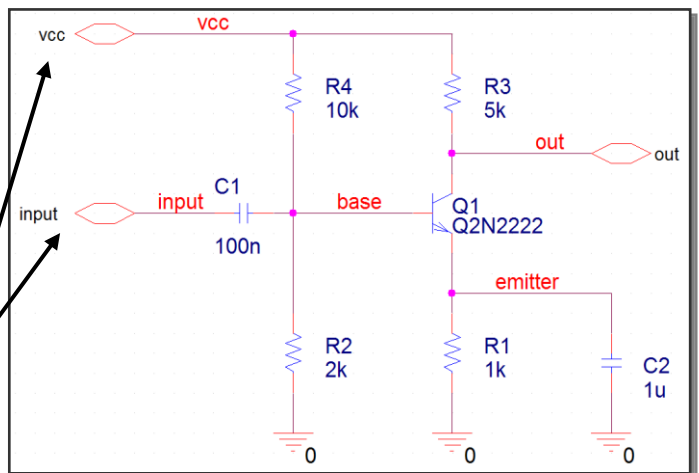 vcc
vcc
R4
10k
R3
5k
out
out
input
input
C1
100n
base
Q1
Q2N2222
emitter
R2
2k
R1
1k
C2
1u
0
0
0